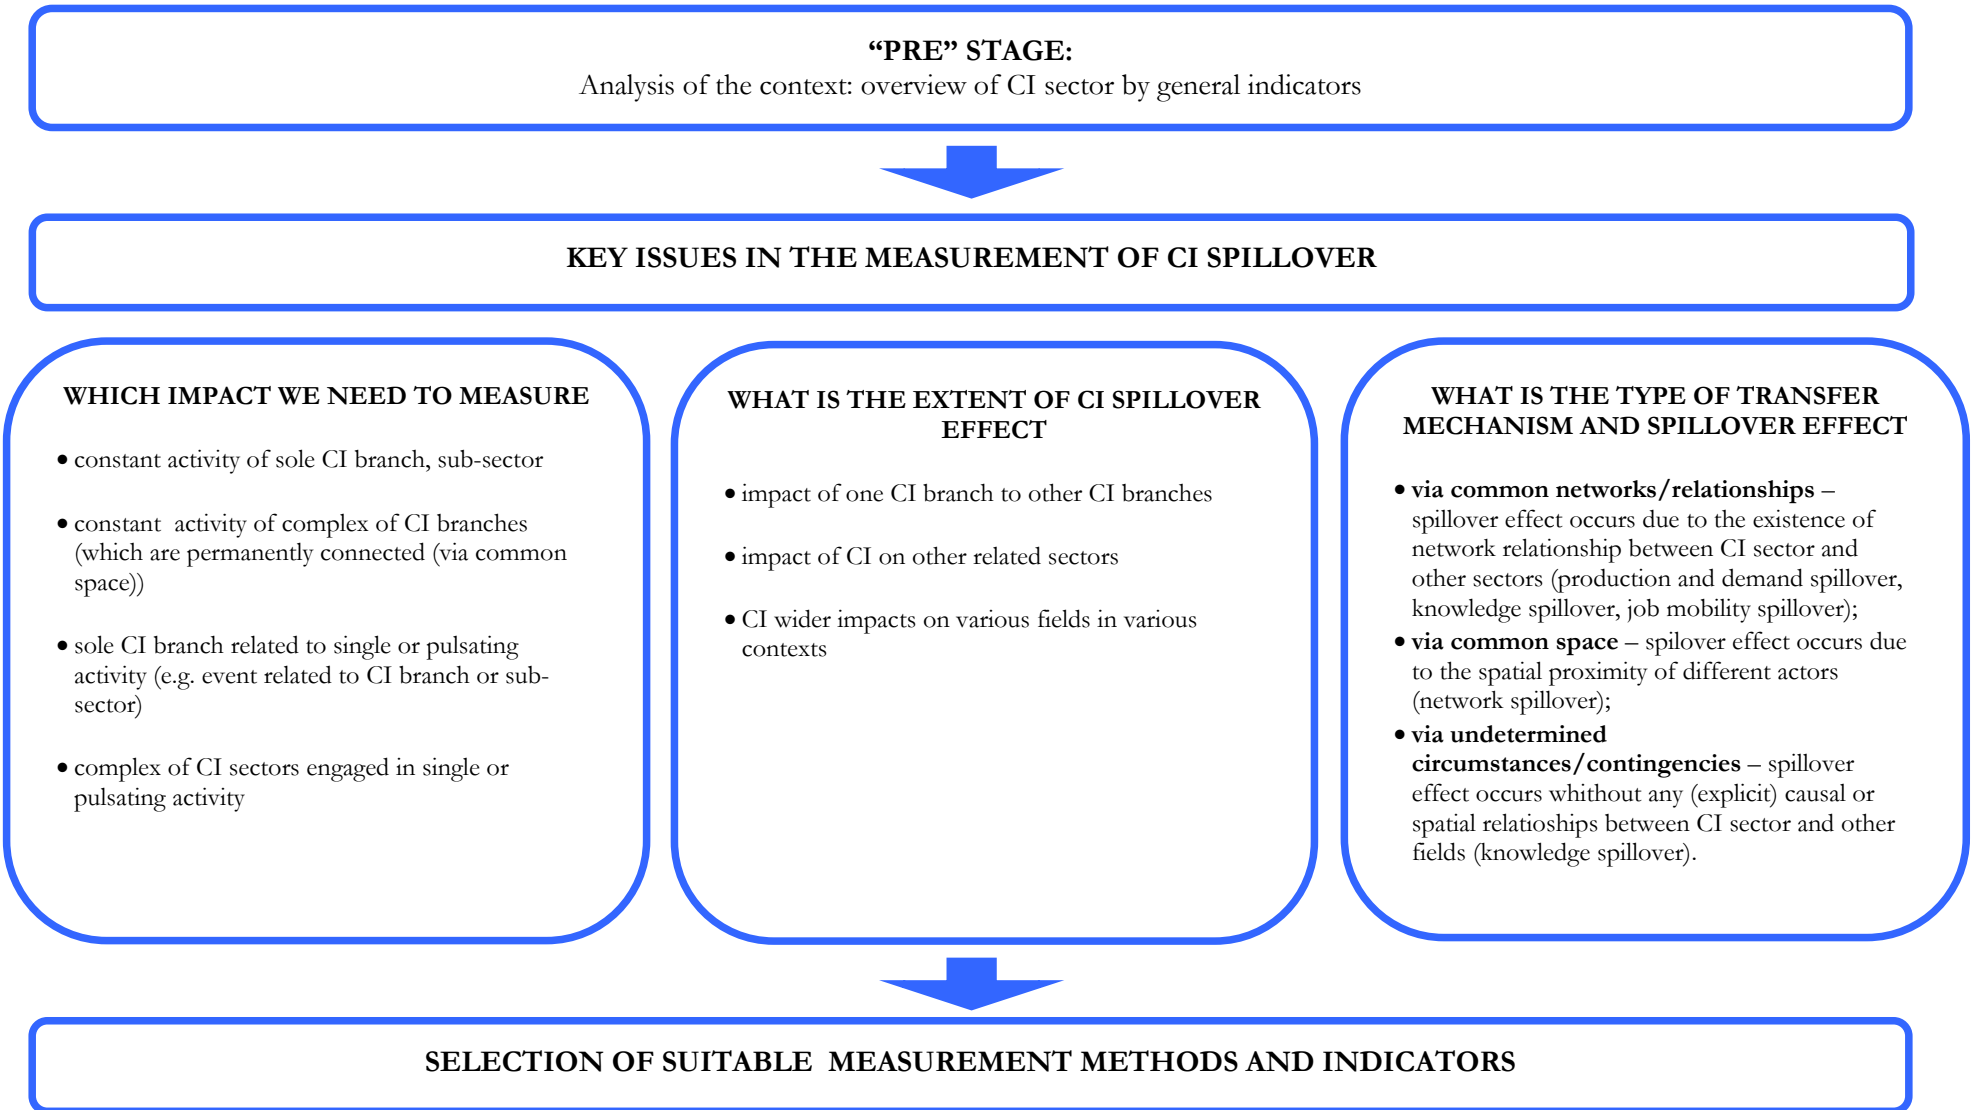 “PRE” STAGE:
Analysis of the context: overview of CI sector by general indicators
KEY ISSUES IN THE MEASUREMENT OF CI SPILLOVER
WHICH IMPACT WE NEED TO MEASURE
• constant activity of sole CI branch, sub-sector
• constant activity of complex of CI branches
(which are permanently connected (via common
space))
• sole CI branch related to single or pulsating
activity (e.g. event related to CI branch or sub-
sector)
• complex of CI sectors engaged in single or
pulsating activity
WHAT IS THE EXTENT OF CI SPILLOVER
EFFECT
• impact of one CI branch to other CI branches
• impact of CI on other related sectors
• CI wider impacts on various fields in various
contexts
WHAT IS THE TYPE OF TRANSFER
MECHANISM AND SPILLOVER EFFECT
• via common networks/relationships –
spillover effect occurs due to the existence of
network relationship between CI sector and
other sectors (production and demand spillover,
knowledge spillover, job mobility spillover);
• via common space – spilover effect occurs due
to the spatial proximity of different actors
(network spillover);
• via undetermined
circumstances/contingencies – spillover
effect occurs whithout any (explicit) causal or
spatial relatioships between CI sector and other
fields (knowledge spillover).
SELECTION OF SUITABLE MEASUREMENT METHODS AND INDICATORS